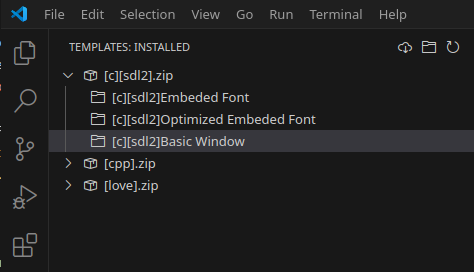 File Edit Selection View Go Run Terminal Help
TEMPLATES: INSTALLED
[c][sdl2].zip
[c][sdl2]Embeded Font
[c][sdl2]Optimized Embeded Font
[c][sdl2]Basic Window
[cpp].zip
[love].zip